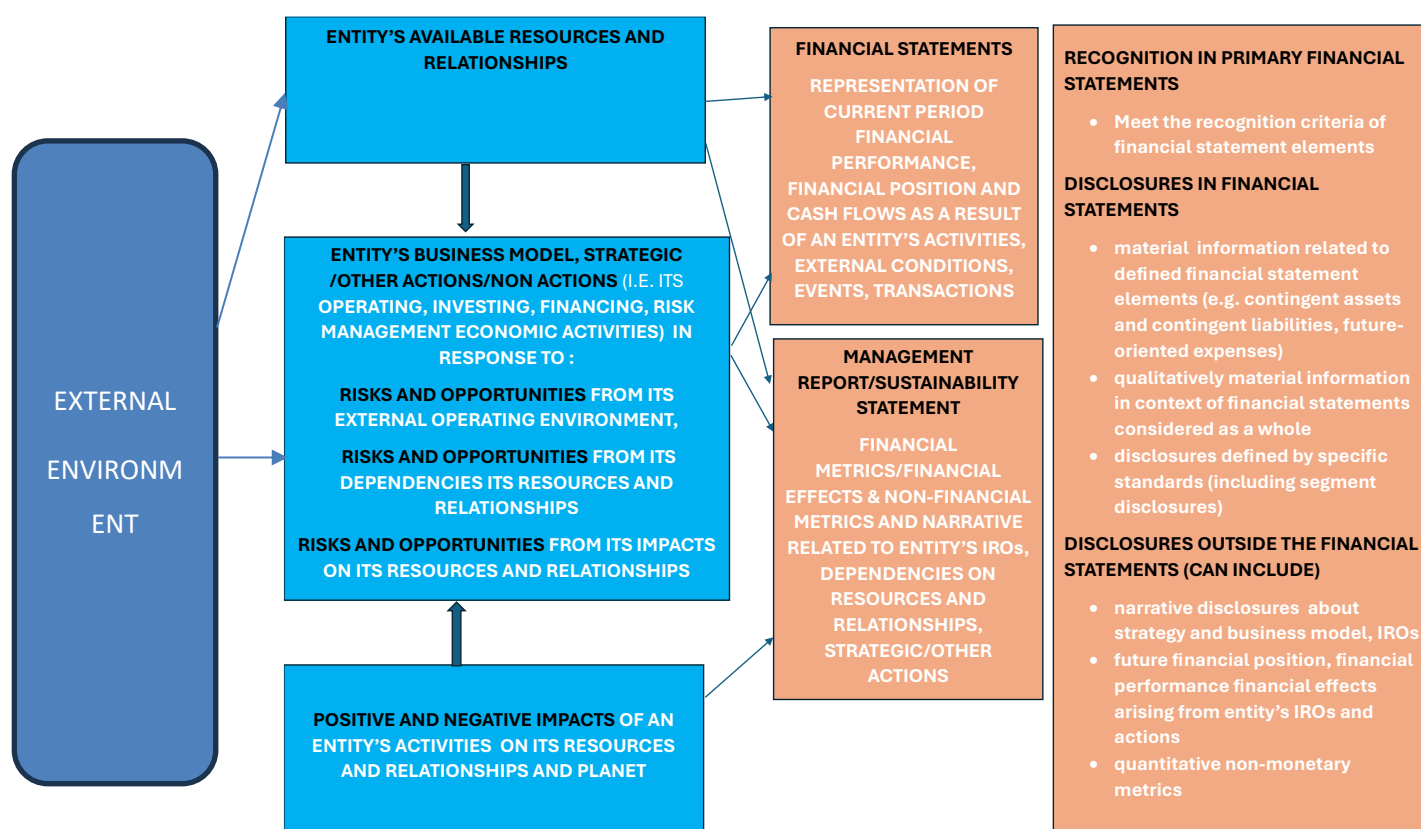 EXTERNAL
ENVIRONM
ENT
ENTITY'S AVAILABLE RESOURCES AND
RELATIONSHIPS
ENTITY'S BUSINESS MODEL, STRATEGIC
/OTHER ACTIONS/NON ACTIONS (I.E. ITS
OPERATING, INVESTING, FINANCING, RISK
MANAGEMENT ECONOMIC ACTIVITIES) IN
RESPONSE TO :
RISKS AND OPPORTUNITIES FROM ITS
EXTERNAL OPERATING ENVIRONMENT,
RISKS AND OPPORTUNITIES FROM ITS
DEPENDENCIES ITS RESOURCES AND
RELATIONSHIPS
RISKS AND OPPORTUNITIES FROM ITS IMPACTS
ON ITS RESOURCES AND RELATIONSHIPS
POSITIVE AND NEGATIVE IMPACTS OF AN
ENTITY'S ACTIVITIES ON ITS RESOURCES
AND RELATIONSHIPS AND PLANET
FINANCIAL STATEMENTS
REPRESENTATION OF
CURRENT PERIOD
FINANCIAL
PERFORMANCE,
FINANCIAL POSITION AND
CASH FLOWS AS A RESULT
OF AN ENTITY'S ACTIVITIES,
EXTERNAL CONDITIONS,
EVENTS, TRANSACTIONS
MANAGEMENT
REPORT/SUSTAINABILITY
STATEMENT
FINANCIAL
METRICS/FINANCIAL
EFFECTS & NON-FINANCIAL
METRICS AND NARRATIVE
RELATED TO ENTITY'S IROs,
DEPENDENCIES ON
RESOURCES AND
RELATIONSHIPS,
STRATEGIC/OTHER
ACTIONS
RECOGNITION IN PRIMARY FINANCIAL
STATEMENTS
• Meet the recognition criteria of
financial statement elements
DISCLOSURES IN FINANCIAL
STATEMENTS
• material information related to
defined financial statement
elements (e.g. contingent assets
and contingent liabilities, future-
oriented expenses)
• qualitatively material information
in context of financial statements
considered as a whole
• disclosures defined by specific
standards (including segment
disclosures)
DISCLOSURES OUTSIDE THE FINANCIAL
STATEMENTS (CAN INCLUDE)
• narrative disclosures about
strategy and business model, IROs
• future financial position, financial
performance financial effects
arising from entity's IROs and
actions
• quantitative non-monetary
metrics